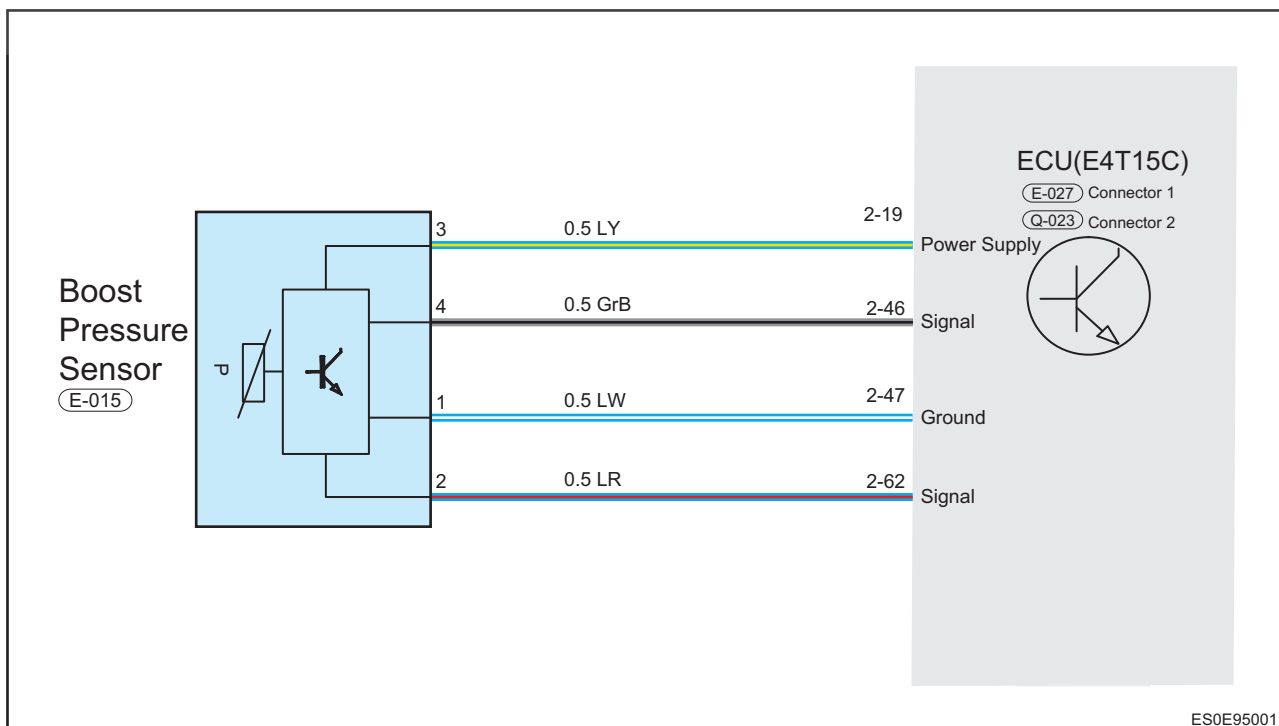 ECU(E4T15C)
E-027 Connector 1
Q-023 Connector 2
Boost
Pressure
Sensor
E-015
P
3 0.5 LY 2-19 Power Supply
4 0.5 GrB 2-46 Signal
1 0.5 LW 2-47 Ground
2 0.5 LR 2-62 Signal
ES0E95001